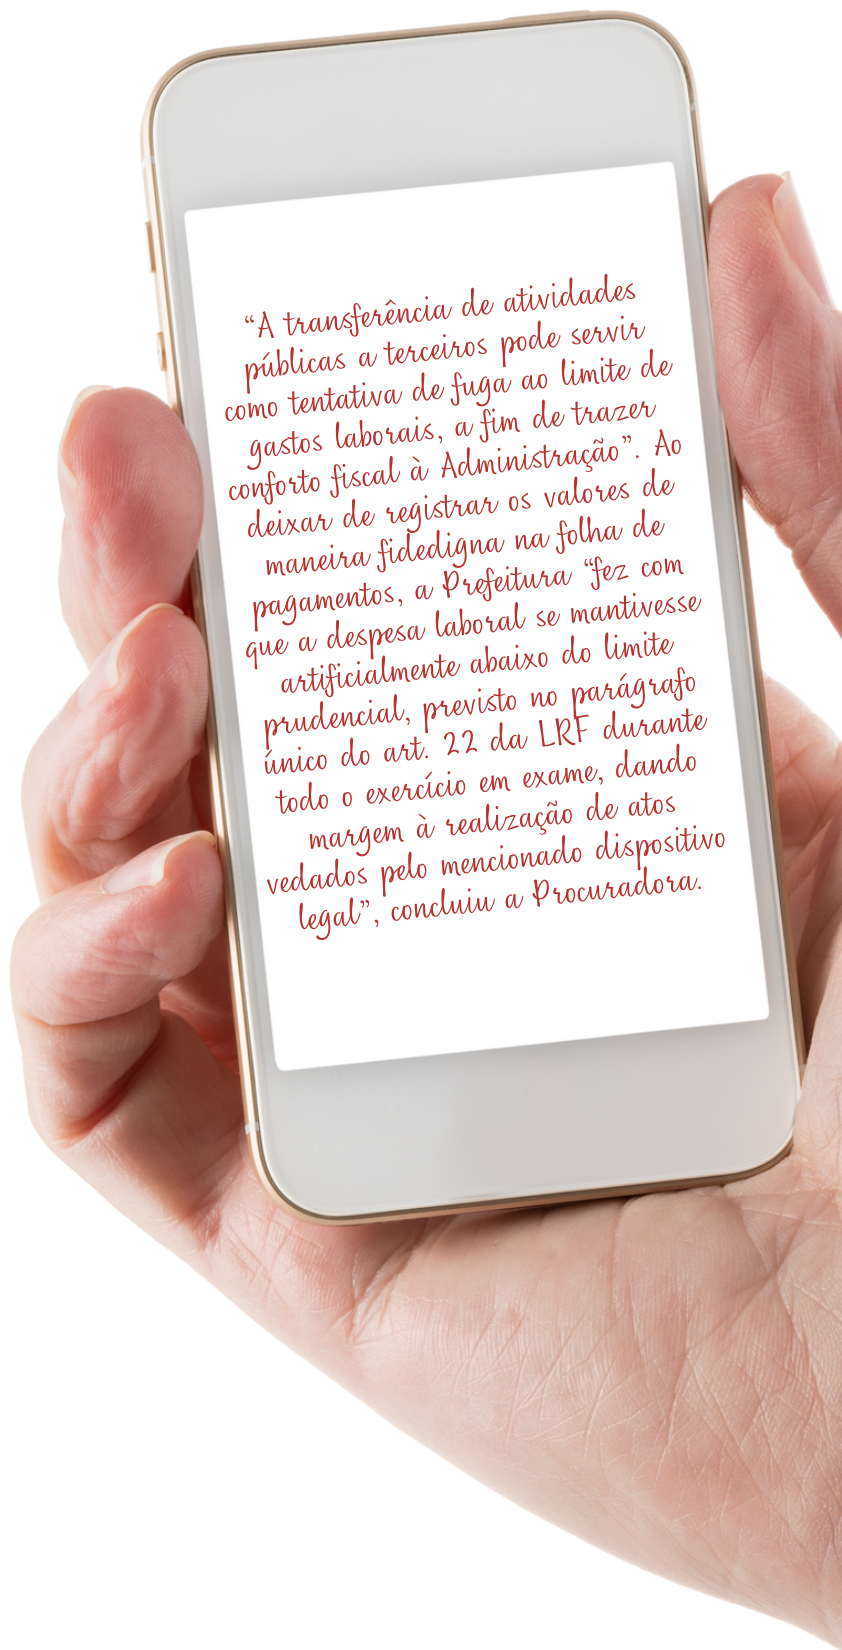 “A transferência de atividades
públicas a terceiros pode servir
como tentativa de fuga ao limite de
gastos laborais, a fim de trazer
conforto fiscal à Administração”. Ao
deixar de registrar os valores de
maneira fidedigna na folha de
pagamentos, a Prefeitura “fez com
que a despesa laboral se mantivesse
artificialmente abaixo do limite
prudencial, previsto no parágrafo
único do art. 22 da LRF durante
todo o exercício em exame, dando
margem à realização de atos
vedados pelo mencionado dispositivo
legal”, concluiu a Procuradora.